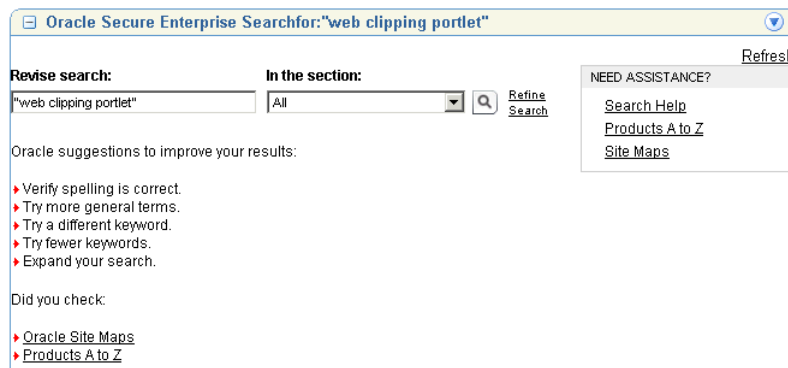 Oracle Secure Enterprise Searchfor:"web clipping portlet"
Refresh
Revise search:
In the section:
"web clipping portlet"
All
Refine
Search
NEED ASSISTANCE?
Search Help
Products A to Z
Site Maps
Oracle suggestions to improve your results:
Verify spelling is correct.
Try more general terms.
Try a different keyword.
Try fewer keywords.
Expand your search.
Did you check:
Oracle Site Maps
Products A to Z